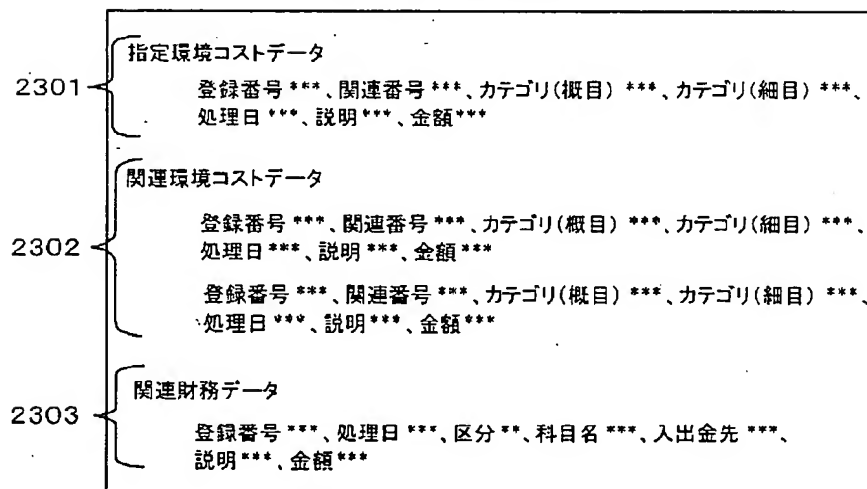 2301
指定環境コストデータ
登録番号***、関連番号***、カテゴリ(概目) ***、カテゴリ(細目) ***、
処理日***、説明***、金額***
2302
関連環境コストデータ
登録番号***、関連番号***、カテゴリ(概目) ***、カテゴリ(細目) ***、
処理日***、説明***、金額***
登録番号***、関連番号***、カテゴリ(概目) ***、カテゴリ(細目) ***、
処理日***、説明***、金額***
2303
関連財務データ
登録番号***、処理日***、区分**、科目名***、入出金先***、
説明***、金額***